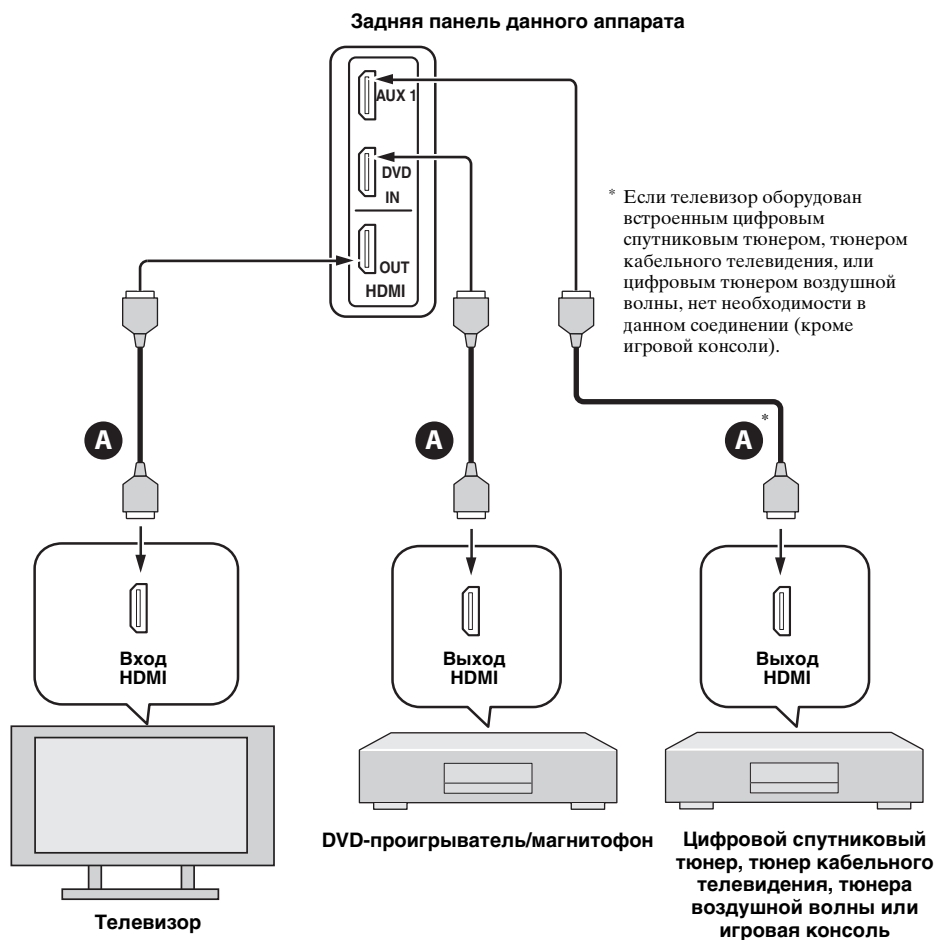 Задняя панель данного аппарата
AUX 1
DVD
IN
OUT
HDMI
* Если телевизор оборудован
встроенным цифровым
спутниковым тюнером, тюнером
кабельного телевидения, или
цифровым тюнером воздушной
волны, нет необходимости в
данном соединении (кроме
игровой консоли).
A
A
A *
Вход
HDMI
Выход
HDMI
Выход
HDMI
Телевизор
DVD-проигрыватель/магнитофон
Цифровой спутниковый
тюнер, тюнер кабельного
телевидения, тюнера
воздушной волны или
игровая консоль